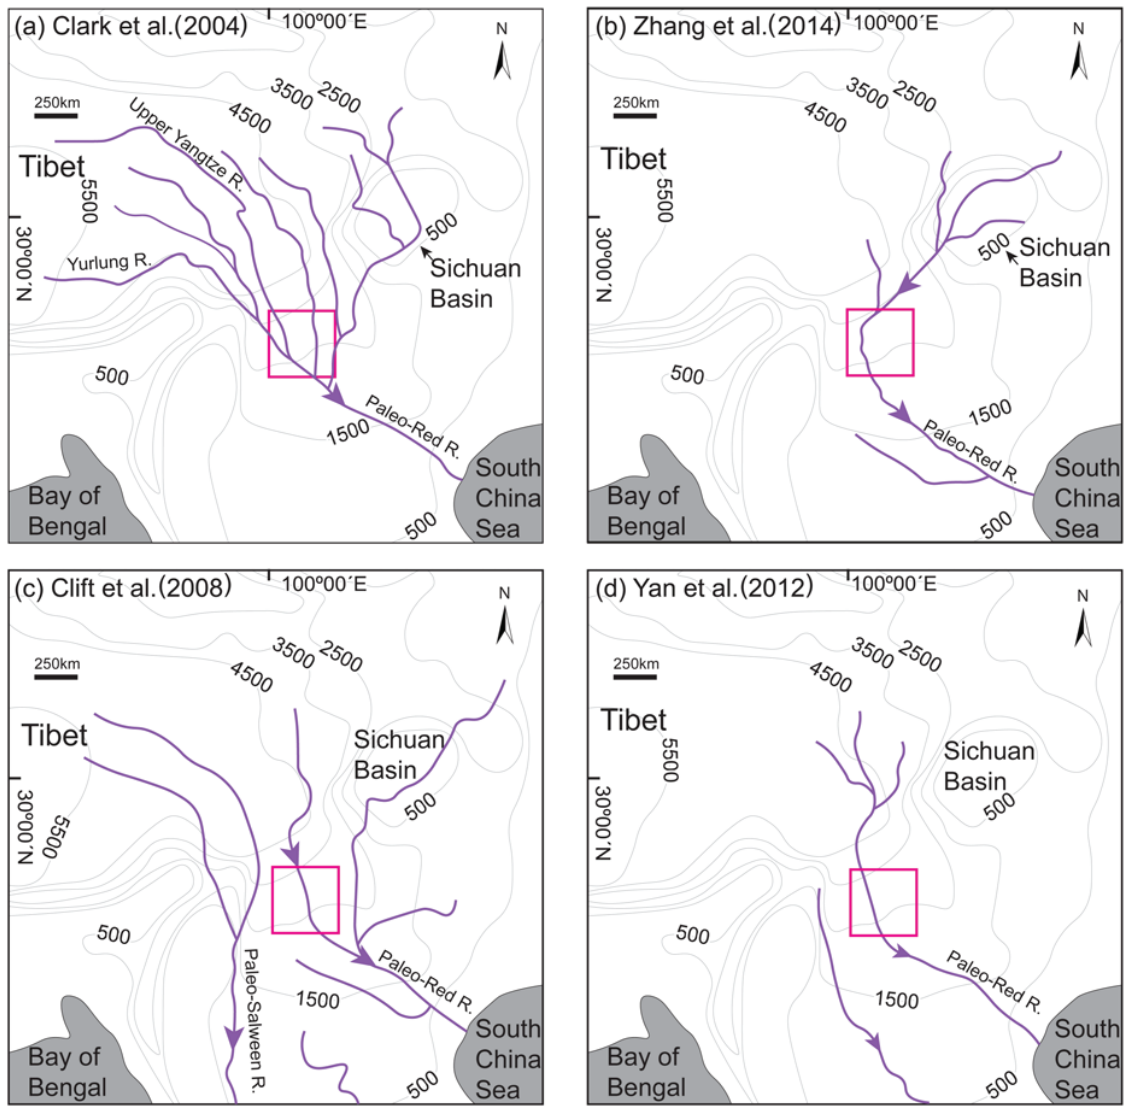 (a) Clark et al.(2004)
100º00´E
N
250km
4500
3500
2500
Upper Yangtze R.
Tibet
5500
30º00´N
Yurlung R.
500
Sichuan
Basin
500
1500
Paleo-Red R.
Bay of
Bengal
South
China
Sea
500
(b) Zhang et al.(2014)
100º00´E
N
250km
4500
3500
2500
Tibet
5500
30º00´N
500
Sichuan
Basin
500
1500
Paleo-Red R.
Bay of
Bengal
South
China
Sea
500
(c) Clift et al.(2008)
100º00´E
N
250km
4500
3500
2500
Tibet
Sichuan
Basin
30º00´N
5500
500
500
Paleo-Salween R.
Paleo-Red R.
1500
Bay of
Bengal
South
China
Sea
500
(d) Yan et al.(2012)
100º00´E
N
250km
4500
3500
2500
Tibet
5500
Sichuan
Basin
30º00´N
500
500
Paleo-Red R.
1500
Bay of
Bengal
South
China
Sea
500